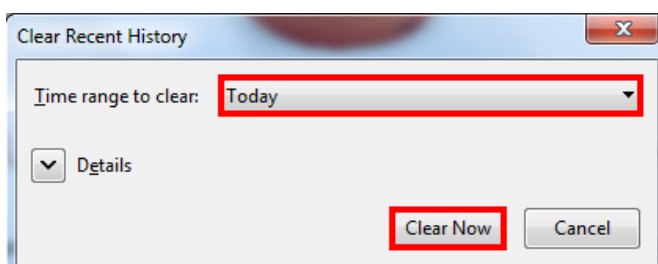 Clear Recent History
Time range to clear: Today
Details
Clear Now Cancel